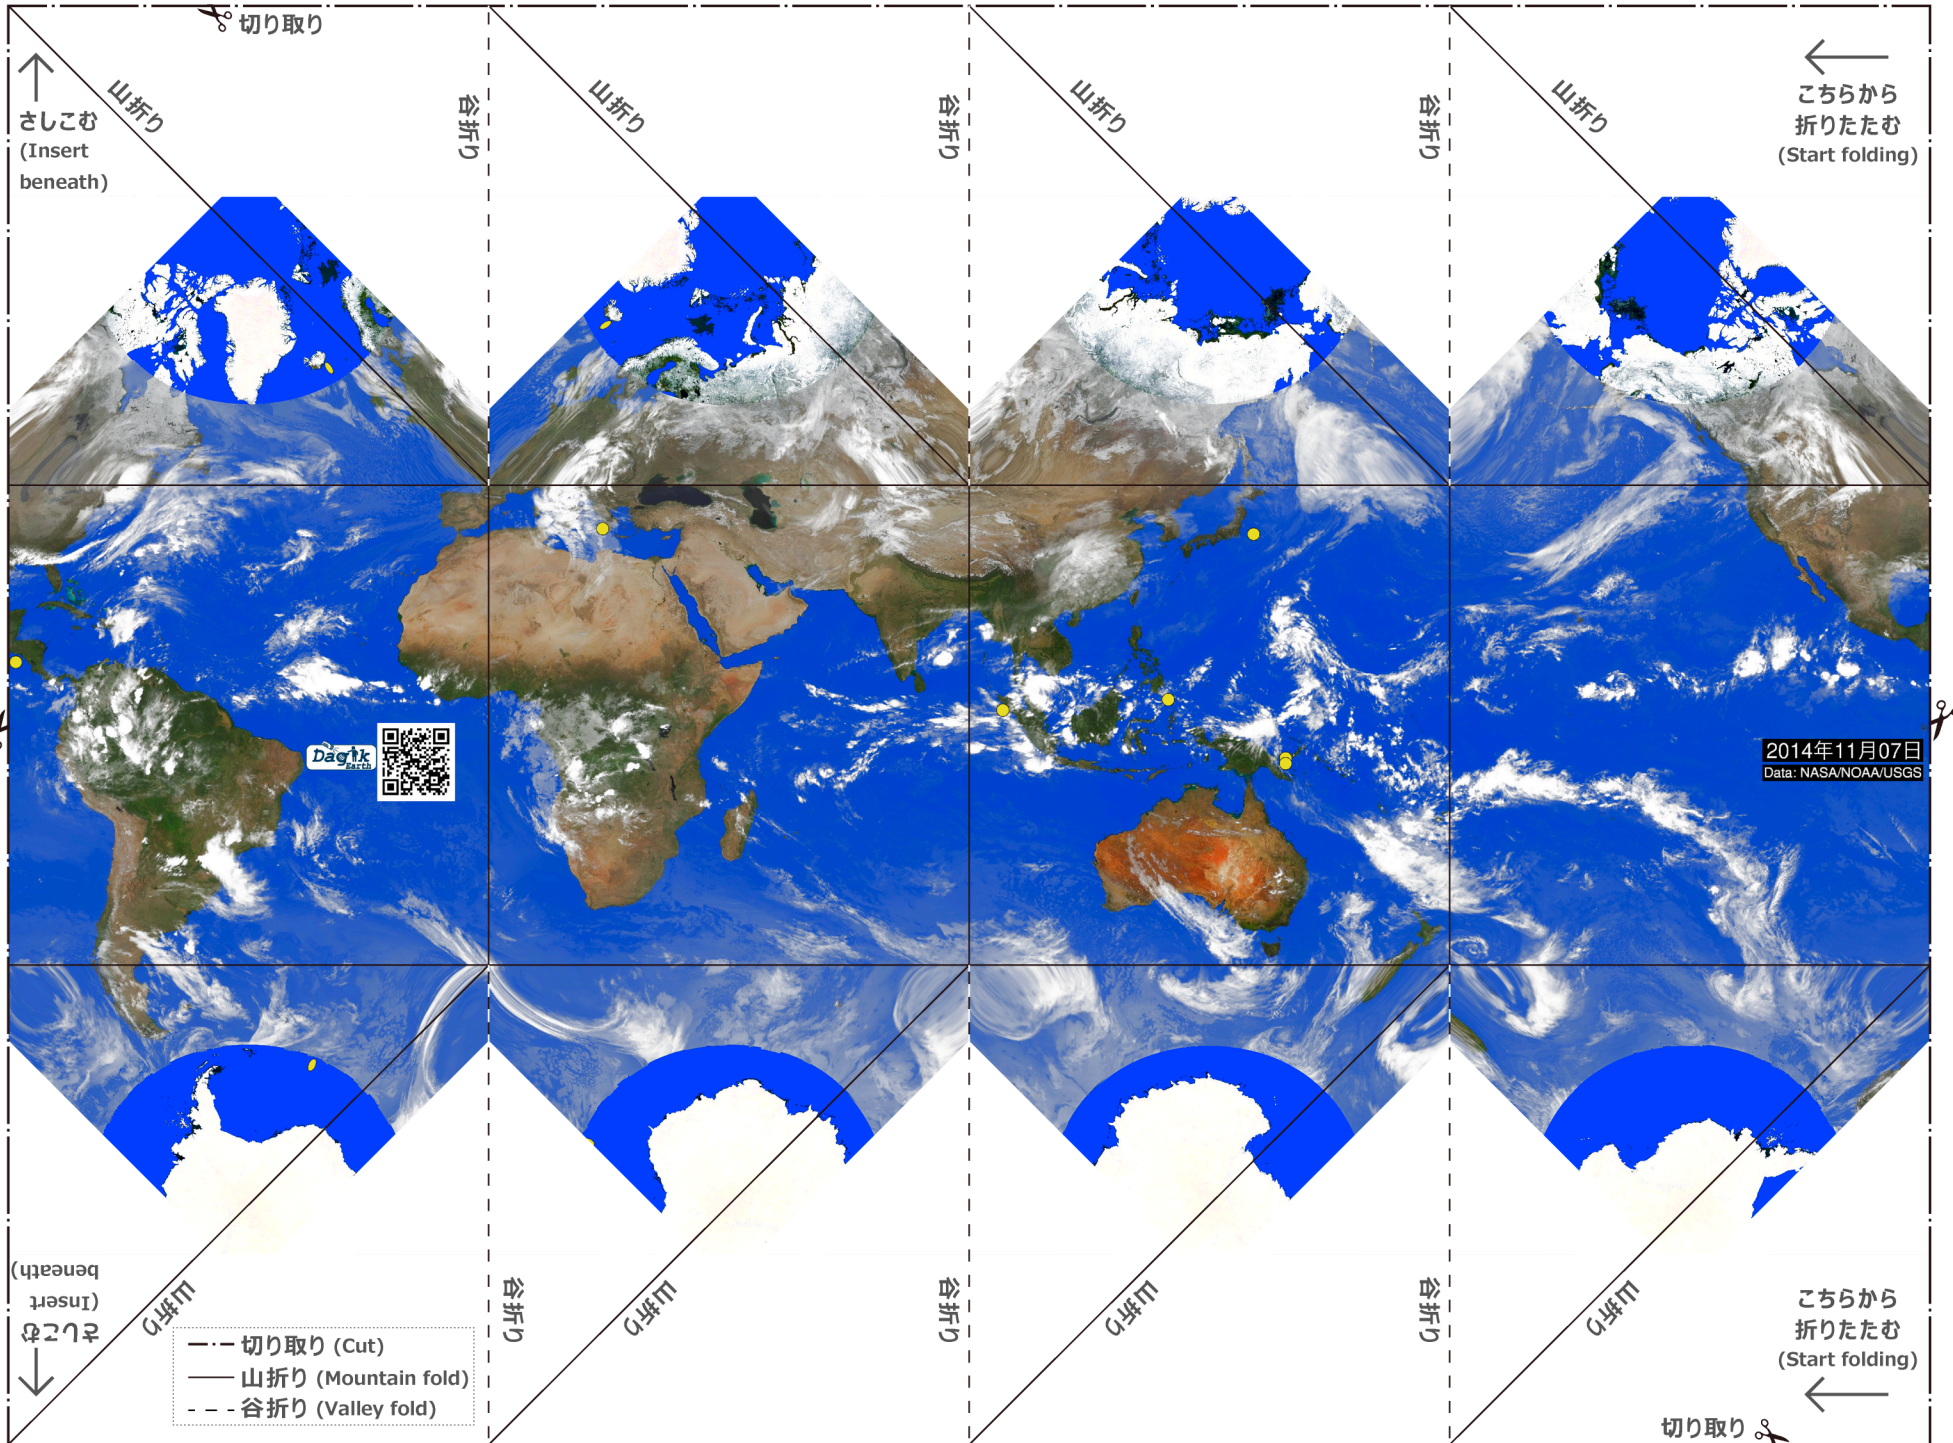 切り取り
山折り
谷折り
山折り
谷折り
山折り
谷折り
山折り
さしこむ
(Insert
beneath)
こちらから
折りたたむ
(Start folding)
Dagik
Earth
2014年11月07日
Data: NASA/NOAA/USGS
さしこむ
(Insert
beneath)
山折り
谷折り
山折り
谷折り
山折り
谷折り
山折り
こちらから
折りたたむ
(Start folding)
切り取り (Cut)
山折り (Mountain fold)
谷折り (Valley fold)
切り取り